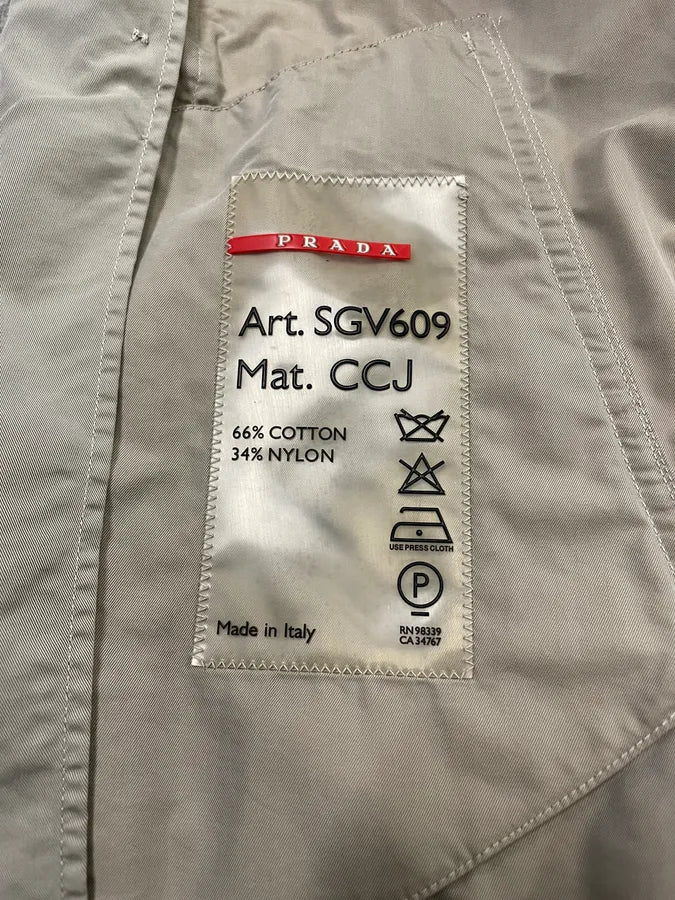 PRADA
Art. SGV609
Mat. CCJ
66% COTTON
34% NYLON
USE PRESS CLOTH
P
Made in Italy
RN 98339
CA 34767